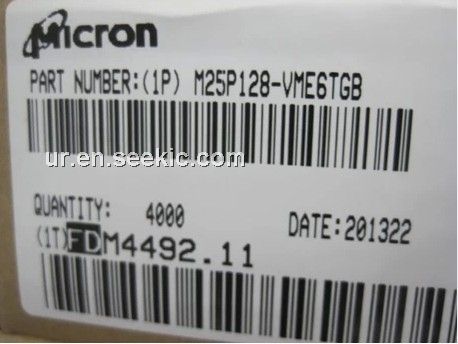 Micron
PART NUMBER:(1P) M25P128-VME6TGB
ur.en.seekic.com
QUANTITY: 4000
DATE:201322
(1T)FDM4492.11